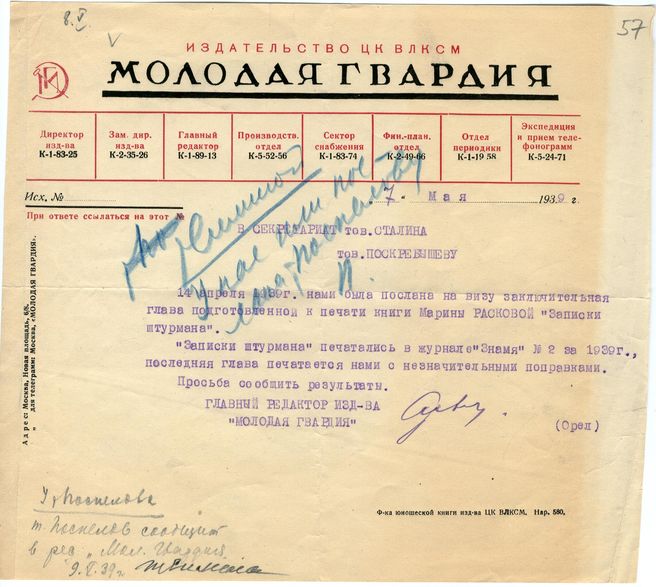 8.V
57
ИЗДАТЕЛЬСТВО ЦК ВЛКСМ
МОЛОДАЯ ГВАРДИЯ
Директор изд-ва К-1-83-25
Зам. дир. изд-ва К-2-35-26
Главный редактор К-1-89-13
Производств. отдел К-5-52-56
Сектор снабжения К-1-83-74
Фин.-план. отдел К-2-49-66
Отдел периодики К-1-19 58
Экспедиция и прием телефонограмм К-5-24-71
Исх. №
„7“ Мая 1939 г.
При ответе ссылаться на этот №
В СЕКРЕТАРИАТ тов. СТАЛИНА
тов. ПОСКРЕБЫШЕВУ
14 апреля 1939г. нами была послана на визу заключительная
глава подготовленной к печати книги Марины РАСКОВОЙ "Записки
штурмана".
"Записки штурмана" печатались в журнале "Знамя" № 2 за 1939г.,
последняя глава печатается нами с незначительными поправками.
Просьба сообщить результаты.
ГЛАВНЫЙ РЕДАКТОР ИЗД-ВА
"МОЛОДАЯ ГВАРДИЯ"
(Орел)
Адрес: Москва, Новая площадь, 6/8.
„ для телеграмм: Москва, „МОЛОДАЯ ГВАРДИЯ".
У т. Поспелова
т. Поспелов сообщит
в ред. „Мол. Гвардия"
9.V.39г.
Ф-ка юношеской книги изд-ва ЦК ВЛКСМ. Нар. 580.